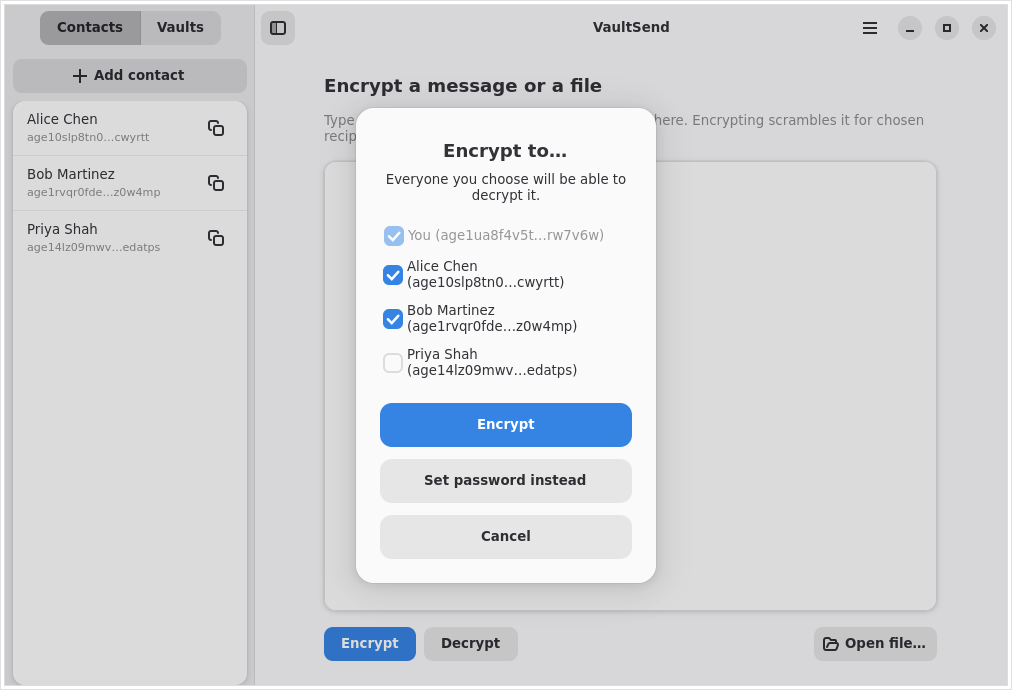 Contacts
Vaults
VaultSend
Add contact
Alice Chen
age10slp8tn0…cwyrtt
Bob Martinez
age1rvqr0fde…z0w4mp
Priya Shah
age14lz09mwv…edatps
Encrypt a message or a file
Type
here. Encrypting scrambles it for chosen
recip
Encrypt to…
Everyone you choose will be able to
decrypt it.
You (age1ua8f4v5t…rw7v6w)
Alice Chen
(age10slp8tn0…cwyrtt)
Bob Martinez
(age1rvqr0fde…z0w4mp)
Priya Shah
(age14lz09mwv…edatps)
Encrypt
Set password instead
Cancel
Encrypt
Decrypt
Open file…